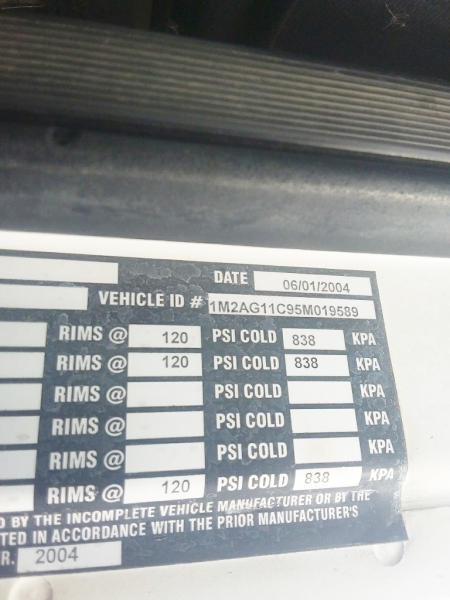 DATE 06/01/2004
VEHICLE ID # 1M2AG11C95M019589
RIMS @ 120 PSI COLD 838 KPA
RIMS @ 120 PSI COLD 838 KPA
RIMS @ PSI COLD KPA
RIMS @ PSI COLD KPA
RIMS @ PSI COLD KPA
RIMS @ 120 PSI COLD 838 KPA
D BY THE INCOMPLETE VEHICLE MANUFACTURER OR BY THE
TED IN ACCORDANCE WITH THE PRIOR MANUFACTURER'S
R. 2004